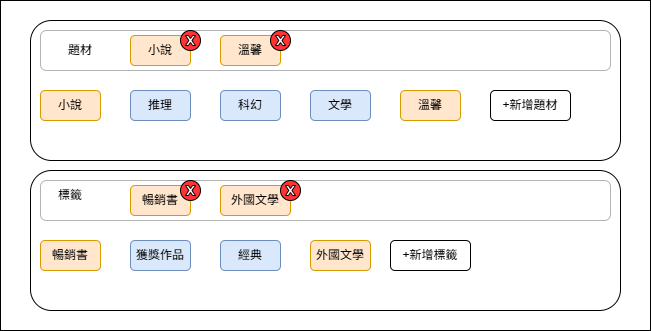 題材 小說 X 溫馨 X
小說 推理 科幻 文學 溫馨 +新增題材
標籤 暢銷書 X 外國文學 X
暢銷書 獲獎作品 經典 外國文學 +新增標籤